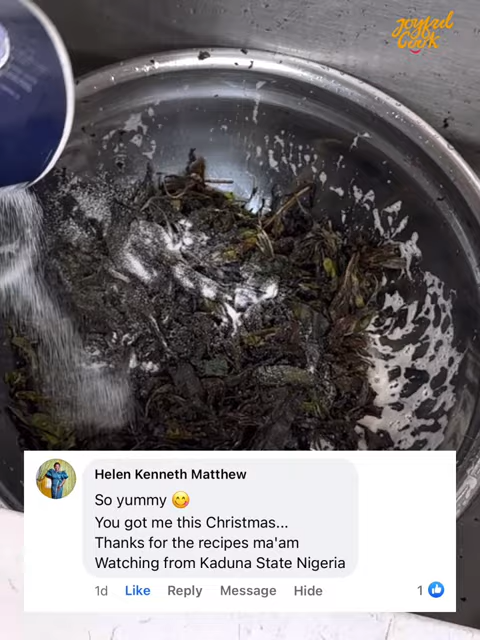 Joyful
Cook
Helen Kenneth Matthew
So yummy 😋
You got me this Christmas...
Thanks for the recipes ma'am
Watching from Kaduna State Nigeria
1d Like Reply Message Hide 1